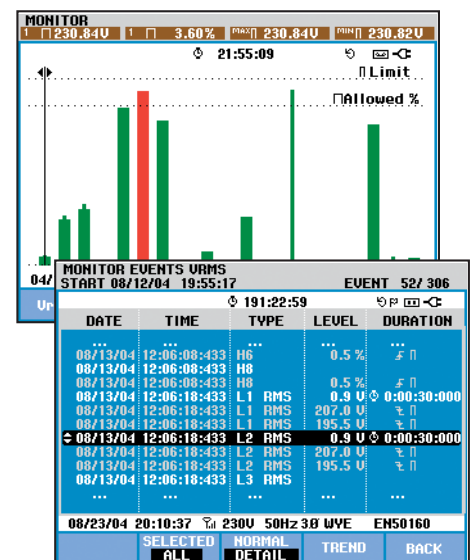 MONITOR
1 230.84V 1 3.60% MAX 230.84V MIN 230.82V
21:55:09
Limit
Allowed %
04/
MONITOR EVENTS VRMS
START 08/12/04 19:55:17 EVENT 52/ 306
191:22:59
DATE TIME TYPE LEVEL DURATION
... ... ... ...
08/13/04 12:06:08:433 H6 0.5 %
08/13/04 12:06:08:433 H8
08/13/04 12:06:08:433 H8 0.5 %
08/13/04 12:06:18:433 L1 RMS 0.9 V 0:00:30:000
08/13/04 12:06:18:433 L1 RMS 207.0 V
08/13/04 12:06:18:433 L1 RMS 195.5 V
08/13/04 12:06:18:433 L2 RMS 0.9 V 0:00:30:000
08/13/04 12:06:18:433 L2 RMS 207.0 V
08/13/04 12:06:18:433 L2 RMS 195.5 V
08/13/04 12:06:18:433 L3 RMS
... ... ... ...
08/23/04 20:10:37 230V 50Hz 3Ø WYE EN50160
SELECTED NORMAL TREND BACK
ALL DETAIL